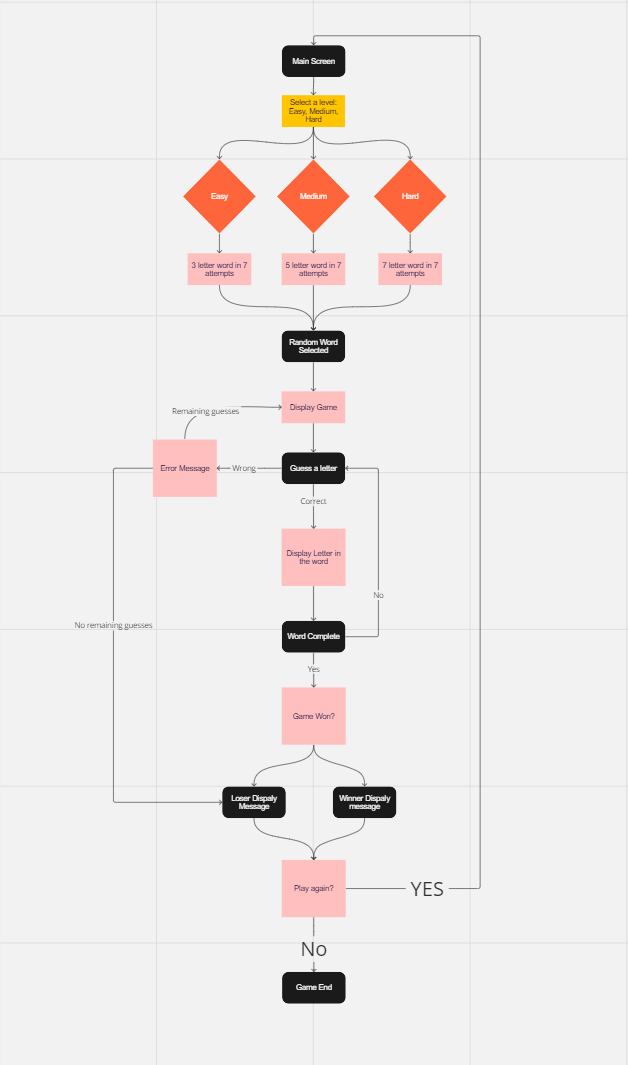 Main Screen
Select a level:
Easy, Medium,
Hard
Easy
Medium
Hard
3 letter word in 7
attempts
5 letter word in 7
attempts
7 letter word in 7
attempts
Random Word
Selected
Display Game
Remaining guesses
Error Message
Wrong
Guess a letter
Correct
Display Letter in
the word
No
No remaining guesses
Word Complete
Yes
Game Won?
Loser Dispaly
Message
Winner Dispaly
message
Play again?
YES
No
Game End